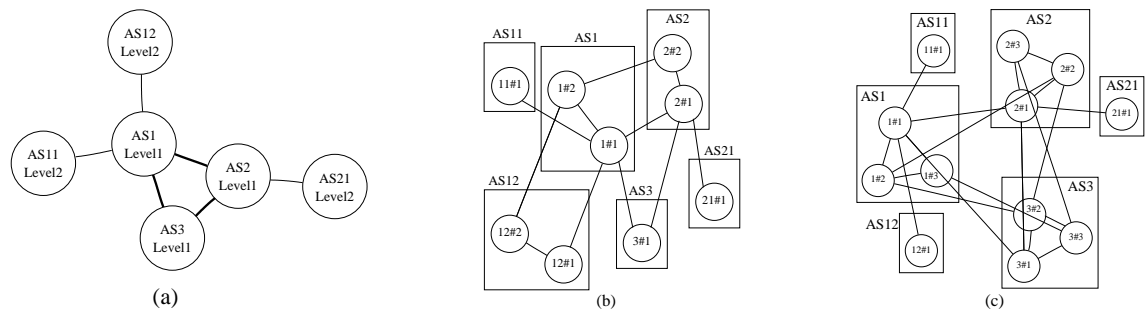 AS12
Level2
AS1
Level1
AS11
Level2
AS2
Level1
AS21
Level2
AS3
Level1
(a)
AS11
11#1
AS1
1#2
1#1
AS2
2#2
2#1
AS21
21#1
AS12
12#2
12#1
AS3
3#1
(b)
AS11
11#1
AS2
2#3
2#2
2#1
AS21
21#1
AS1
1#1
1#2
1#3
AS3
3#2
3#3
3#1
AS12
12#1
(c)